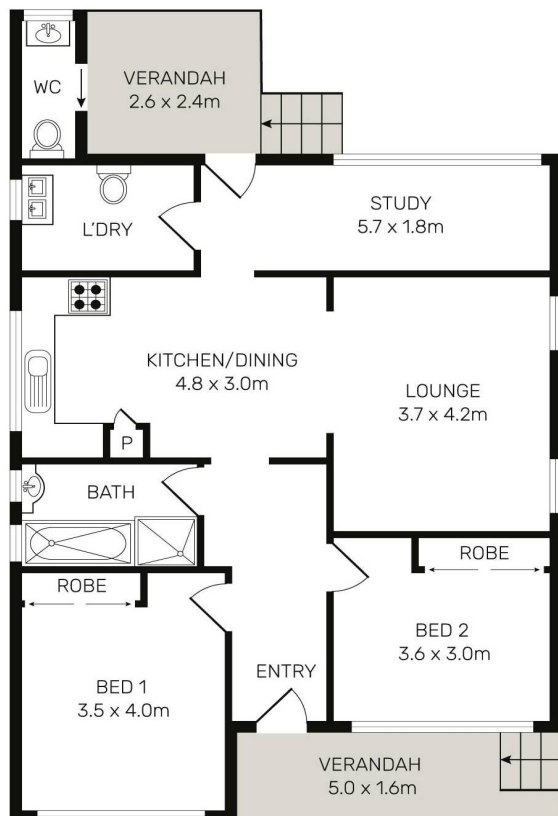 WC
VERANDAH
2.6 x 2.4m
L'DRY
STUDY
5.7 x 1.8m
KITCHEN/DINING
4.8 x 3.0m
LOUNGE
3.7 x 4.2m
P
BATH
ROBE
ROBE
BED 1
3.5 x 4.0m
ENTRY
BED 2
3.6 x 3.0m
VERANDAH
5.0 x 1.6m